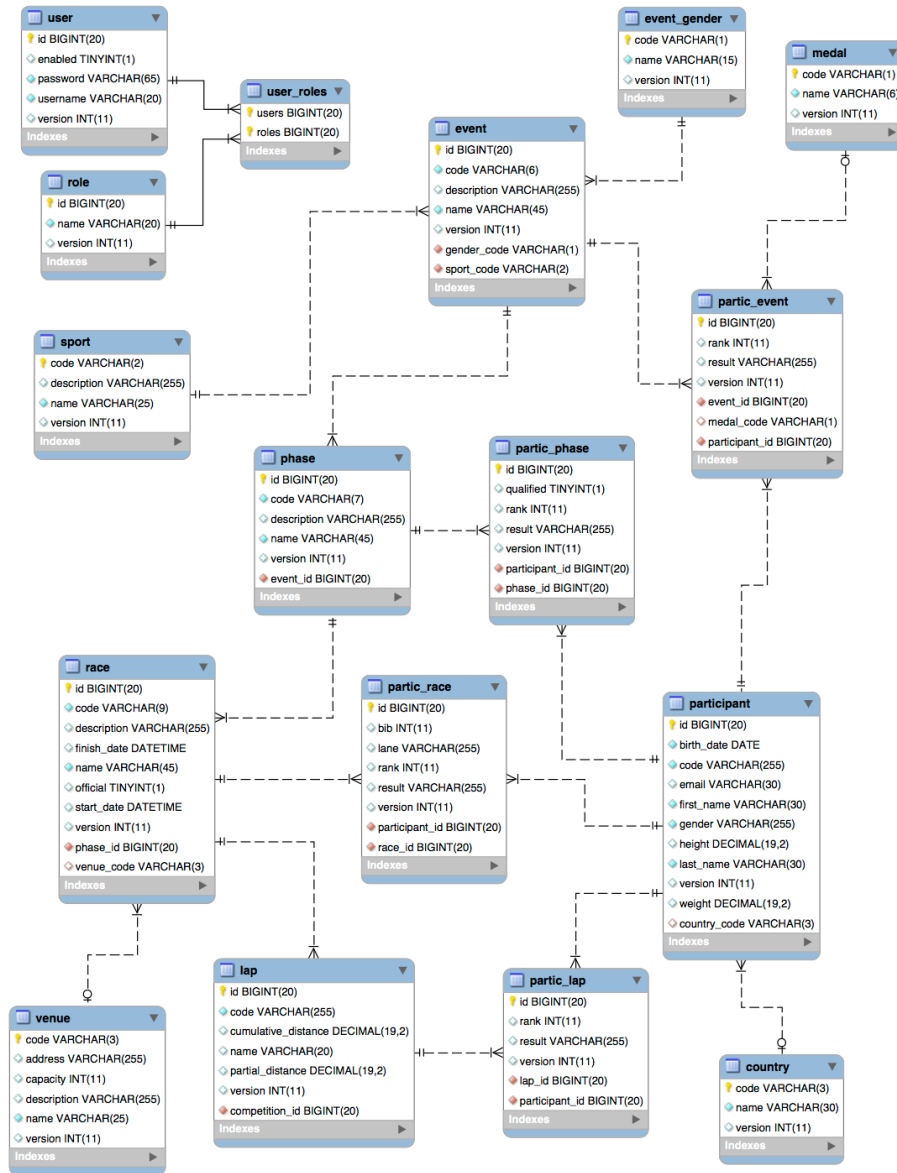 user
id BIGINT(20)
enabled TINYINT(1)
password VARCHAR(65)
username VARCHAR(20)
version INT(11)
Indexes
user_roles
users BIGINT(20)
roles BIGINT(20)
Indexes
role
id BIGINT(20)
name VARCHAR(20)
version INT(11)
Indexes
event_gender
code VARCHAR(1)
name VARCHAR(15)
version INT(11)
Indexes
medal
code VARCHAR(1)
name VARCHAR(6)
version INT(11)
Indexes
event
id BIGINT(20)
code VARCHAR(6)
description VARCHAR(255)
name VARCHAR(45)
version INT(11)
gender_code VARCHAR(1)
sport_code VARCHAR(2)
Indexes
sport
code VARCHAR(2)
description VARCHAR(255)
name VARCHAR(25)
version INT(11)
Indexes
partic_event
id BIGINT(20)
rank INT(11)
result VARCHAR(255)
version INT(11)
event_id BIGINT(20)
medal_code VARCHAR(1)
participant_id BIGINT(20)
Indexes
phase
id BIGINT(20)
code VARCHAR(7)
description VARCHAR(255)
name VARCHAR(45)
version INT(11)
event_id BIGINT(20)
Indexes
partic_phase
id BIGINT(20)
qualified TINYINT(1)
rank INT(11)
result VARCHAR(255)
version INT(11)
participant_id BIGINT(20)
phase_id BIGINT(20)
Indexes
race
id BIGINT(20)
code VARCHAR(9)
description VARCHAR(255)
finish_date DATETIME
name VARCHAR(45)
official TINYINT(1)
start_date DATETIME
version INT(11)
phase_id BIGINT(20)
venue_code VARCHAR(3)
Indexes
partic_race
id BIGINT(20)
bib INT(11)
lane VARCHAR(255)
rank INT(11)
result VARCHAR(255)
version INT(11)
participant_id BIGINT(20)
race_id BIGINT(20)
Indexes
participant
id BIGINT(20)
birth_date DATE
code VARCHAR(255)
email VARCHAR(30)
first_name VARCHAR(30)
gender VARCHAR(255)
height DECIMAL(19,2)
last_name VARCHAR(30)
version INT(11)
weight DECIMAL(19,2)
country_code VARCHAR(3)
Indexes
venue
code VARCHAR(3)
address VARCHAR(255)
capacity INT(11)
description VARCHAR(255)
name VARCHAR(25)
version INT(11)
Indexes
lap
id BIGINT(20)
code VARCHAR(255)
cumulative_distance DECIMAL(19,2)
name VARCHAR(20)
partial_distance DECIMAL(19,2)
version INT(11)
competition_id BIGINT(20)
Indexes
partic_lap
id BIGINT(20)
rank INT(11)
result VARCHAR(255)
version INT(11)
lap_id BIGINT(20)
participant_id BIGINT(20)
Indexes
country
code VARCHAR(3)
name VARCHAR(30)
version INT(11)
Indexes